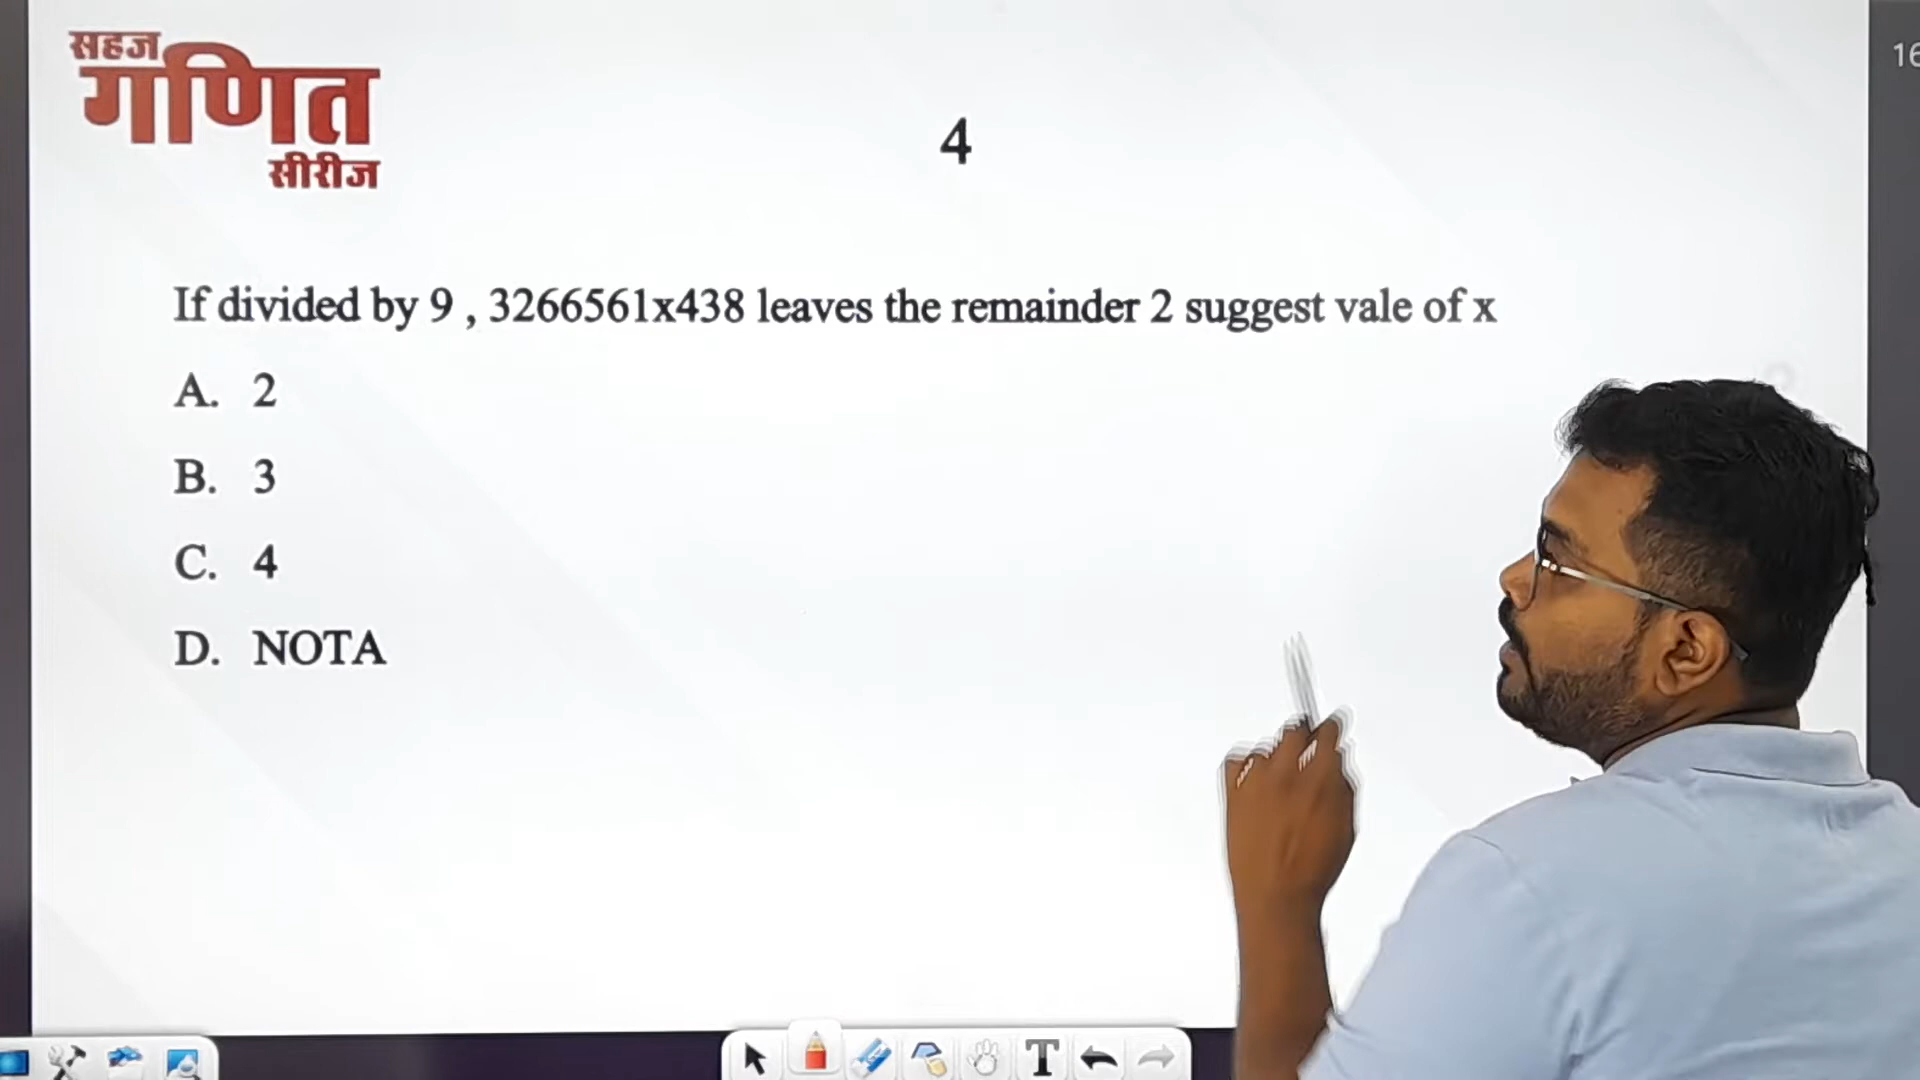 सहज
गणित
सीरीज
16
4
If divided by 9 , 3266561x438 leaves the remainder 2 suggest vale of x
A. 2
B. 3
C. 4
D. NOTA
T